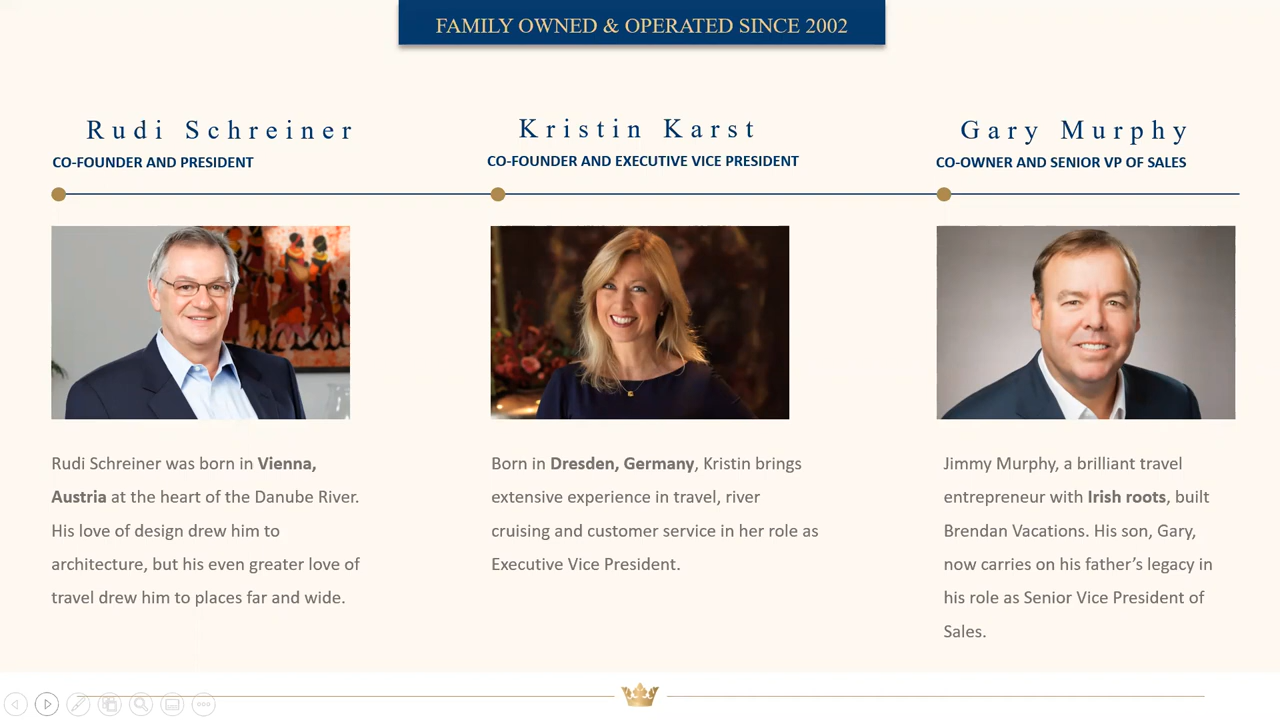 FAMILY OWNED & OPERATED SINCE 2002
Rudi Schreiner
CO-FOUNDER AND PRESIDENT
Rudi Schreiner was born in Vienna,
Austria at the heart of the Danube River.
His love of design drew him to
architecture, but his even greater love of
travel drew him to places far and wide.
Kristin Karst
CO-FOUNDER AND EXECUTIVE VICE PRESIDENT
Born in Dresden, Germany, Kristin brings
extensive experience in travel, river
cruising and customer service in her role as
Executive Vice President.
Gary Murphy
CO-OWNER AND SENIOR VP OF SALES
Jimmy Murphy, a brilliant travel
entrepreneur with Irish roots, built
Brendan Vacations. His son, Gary,
now carries on his father’s legacy in
his role as Senior Vice President of
Sales.